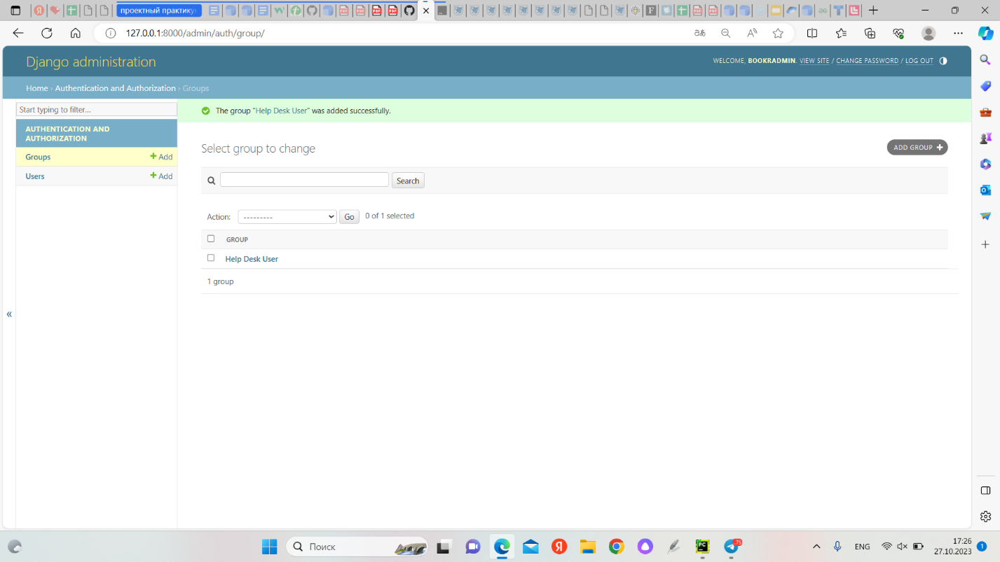 проектный практику
127.0.0.1:8000/admin/auth/group/
Django administration
WELCOME, BOOKRADMIN. VIEW SITE / CHANGE PASSWORD / LOG OUT
Home › Authentication and Authorization › Groups
Start typing to filter...
The group “Help Desk User” was added successfully.
AUTHENTICATION AND
AUTHORIZATION
Groups + Add
Users + Add
Select group to change
ADD GROUP +
Search
Action: --------- Go 0 of 1 selected
GROUP
Help Desk User
1 group
«
Поиск
75
ENG
17:26
27.10.2023
1